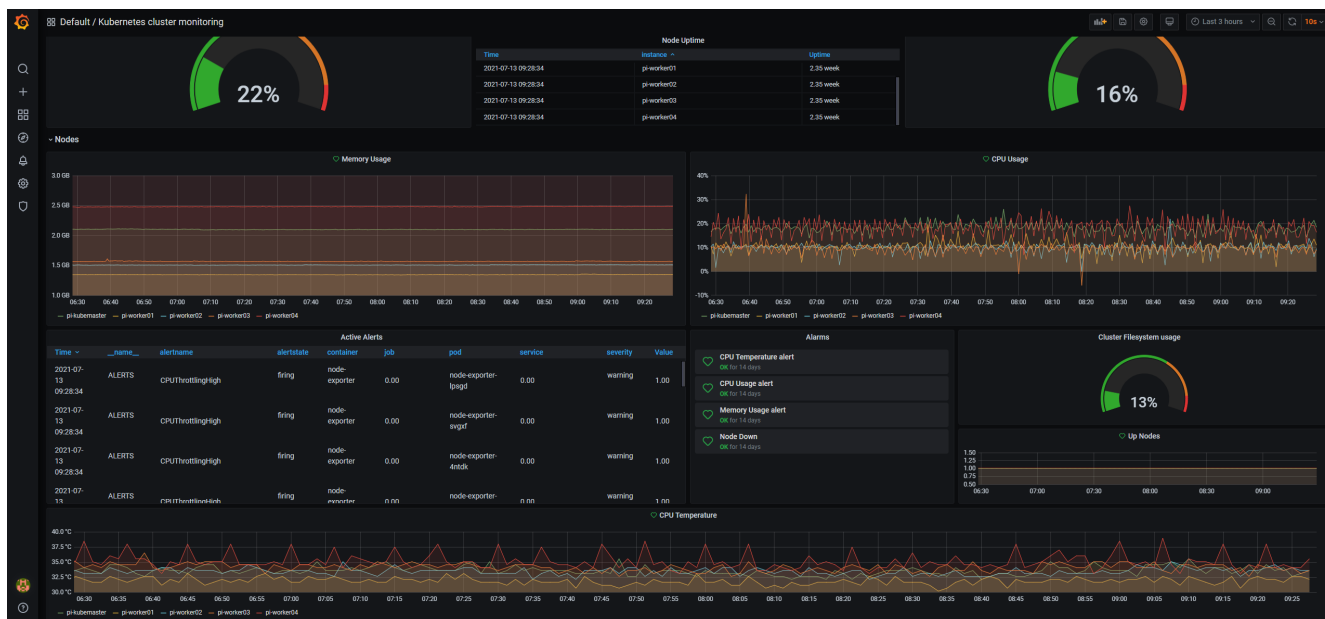 Default / Kubernetes cluster monitoring
Last 3 hours
10s
22%
Node Uptime
Time Instance Uptime
2021-07-13 09:28:34 pi-worker01 2.35 week
2021-07-13 09:28:34 pi-worker02 2.35 week
2021-07-13 09:28:34 pi-worker03 2.35 week
2021-07-13 09:28:34 pi-worker04 2.35 week
16%
Nodes
Memory Usage
3.0 GB
2.5 GB
2.0 GB
1.5 GB
1.0 GB
06:30 06:40 06:50 07:00 07:10 07:20 07:30 07:40 07:50 08:00 08:10 08:20 08:30 08:40 08:50 09:00 09:10 09:20
pi-kubemaster pi-worker01 pi-worker02 pi-worker03 pi-worker04
CPU Usage
40%
30%
20%
10%
0%
-10%
06:30 06:40 06:50 07:00 07:10 07:20 07:30 07:40 07:50 08:00 08:10 08:20 08:30 08:40 08:50 09:00 09:10 09:20
pi-kubemaster pi-worker01 pi-worker02 pi-worker03 pi-worker04
Active Alerts
Time __name__ alertname alertstate container job pod service severity Value
2021-07-
13
09:28:34
ALERTS CPUThrottlingHigh firing node-
exporter
0.00 node-exporter-
lpsgd
0.00 warning 1.00
2021-07-
13
09:28:34
ALERTS CPUThrottlingHigh firing node-
exporter
0.00 node-exporter-
svgxf
0.00 warning 1.00
2021-07-
13
09:28:34
ALERTS CPUThrottlingHigh firing node-
exporter
0.00 node-exporter-
4ntdk
0.00 warning 1.00
2021-07-
13
ALERTS CPUThrottlingHigh firing node-
exporter
0.00 node-exporter- 0.00 warning 1.00
Alarms
CPU Temperature alert
OK for 14 days
CPU Usage alert
OK for 14 days
Memory Usage alert
OK for 14 days
Node Down
OK for 14 days
Cluster Filesystem usage
13%
Up Nodes
1.50
1.25
1.00
0.75
0.50
06:30 07:00 07:30 08:00 08:30 09:00
CPU Temperature
40.0 °C
37.5 °C
35.0 °C
32.5 °C
30.0 °C
06:30 06:35 06:40 06:45 06:50 06:55 07:00 07:05 07:10 07:15 07:20 07:25 07:30 07:35 07:40 07:45 07:50 07:55 08:00 08:05 08:10 08:15 08:20 08:25 08:30 08:35 08:40 08:45 08:50 08:55 09:00 09:05 09:10 09:15 09:20 09:25
pi-kubemaster pi-worker01 pi-worker02 pi-worker03 pi-worker04